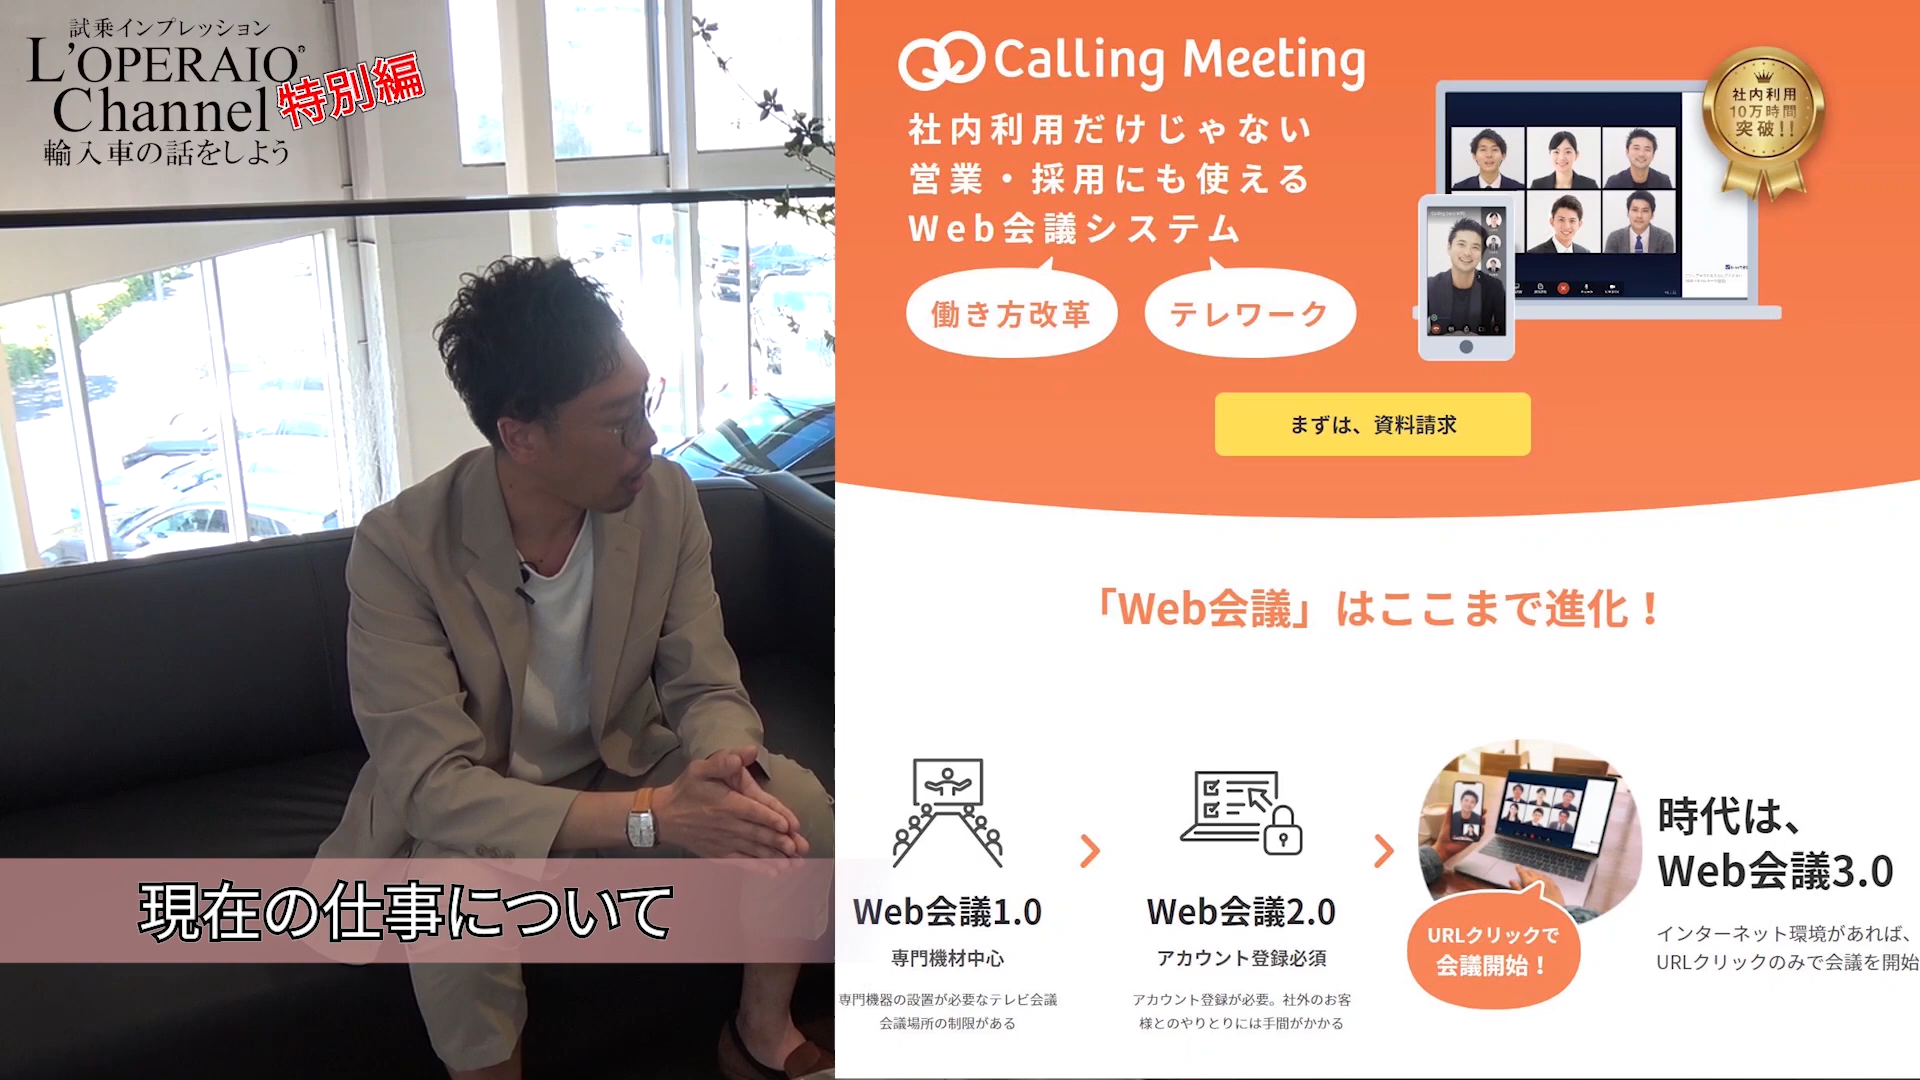 試乗インプレッション
L'OPERAIO®
Channel
特別編
輸入車の話をしよう
現在の仕事について
Calling Meeting
社内利用だけじゃない
営業・採用にも使える
Web会議システム
働き方改革
テレワーク
社内利用
10万時間
突破!!
まずは、資料請求
「Web会議」はここまで進化！
Web会議1.0
専門機材中心
専門機器の設置が必要なテレビ会議
会議場所の制限がある
Web会議2.0
アカウント登録必須
アカウント登録が必要。社外のお客
様とのやりとりには手間がかかる
URLクリックで
会議開始！
時代は、
Web会議3.0
インターネット環境があれば、
URLクリックのみで会議を開始